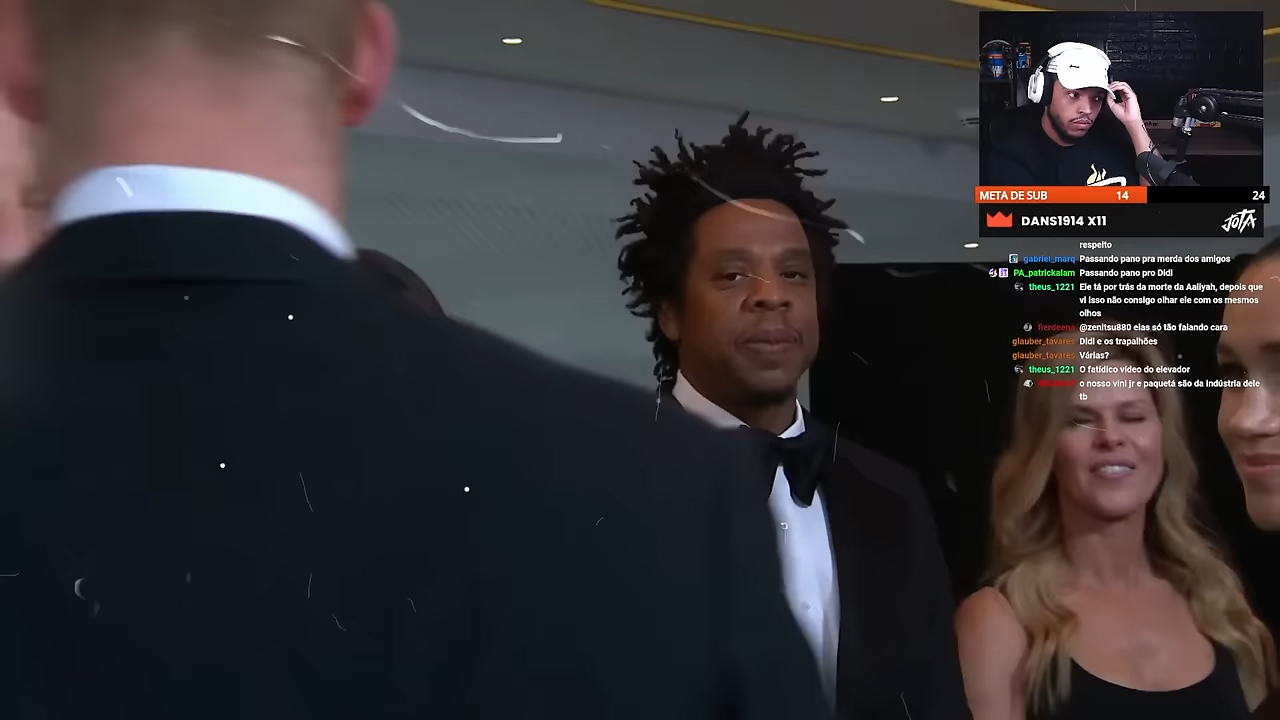 META DE SUB 14 24
DANS1914 X11 JOTA
respeito
gabriel_marq Passando pano pra merda dos amigos
PA_patrickalam Passando pano pro Didi
theus_1221 Ele tá por trás da morte da Aaliyah, depois que
vi isso não consigo olhar ele com os mesmos
olhos
fierdeena @zenitsu880 elas só tão falando cara
glauber_tavares Didi e os trapalhões
glauber_tavares Várias?
theus_1221 O fatídico vídeo do elevador
o nosso vini jr e paquetá são da indústria dele
tb